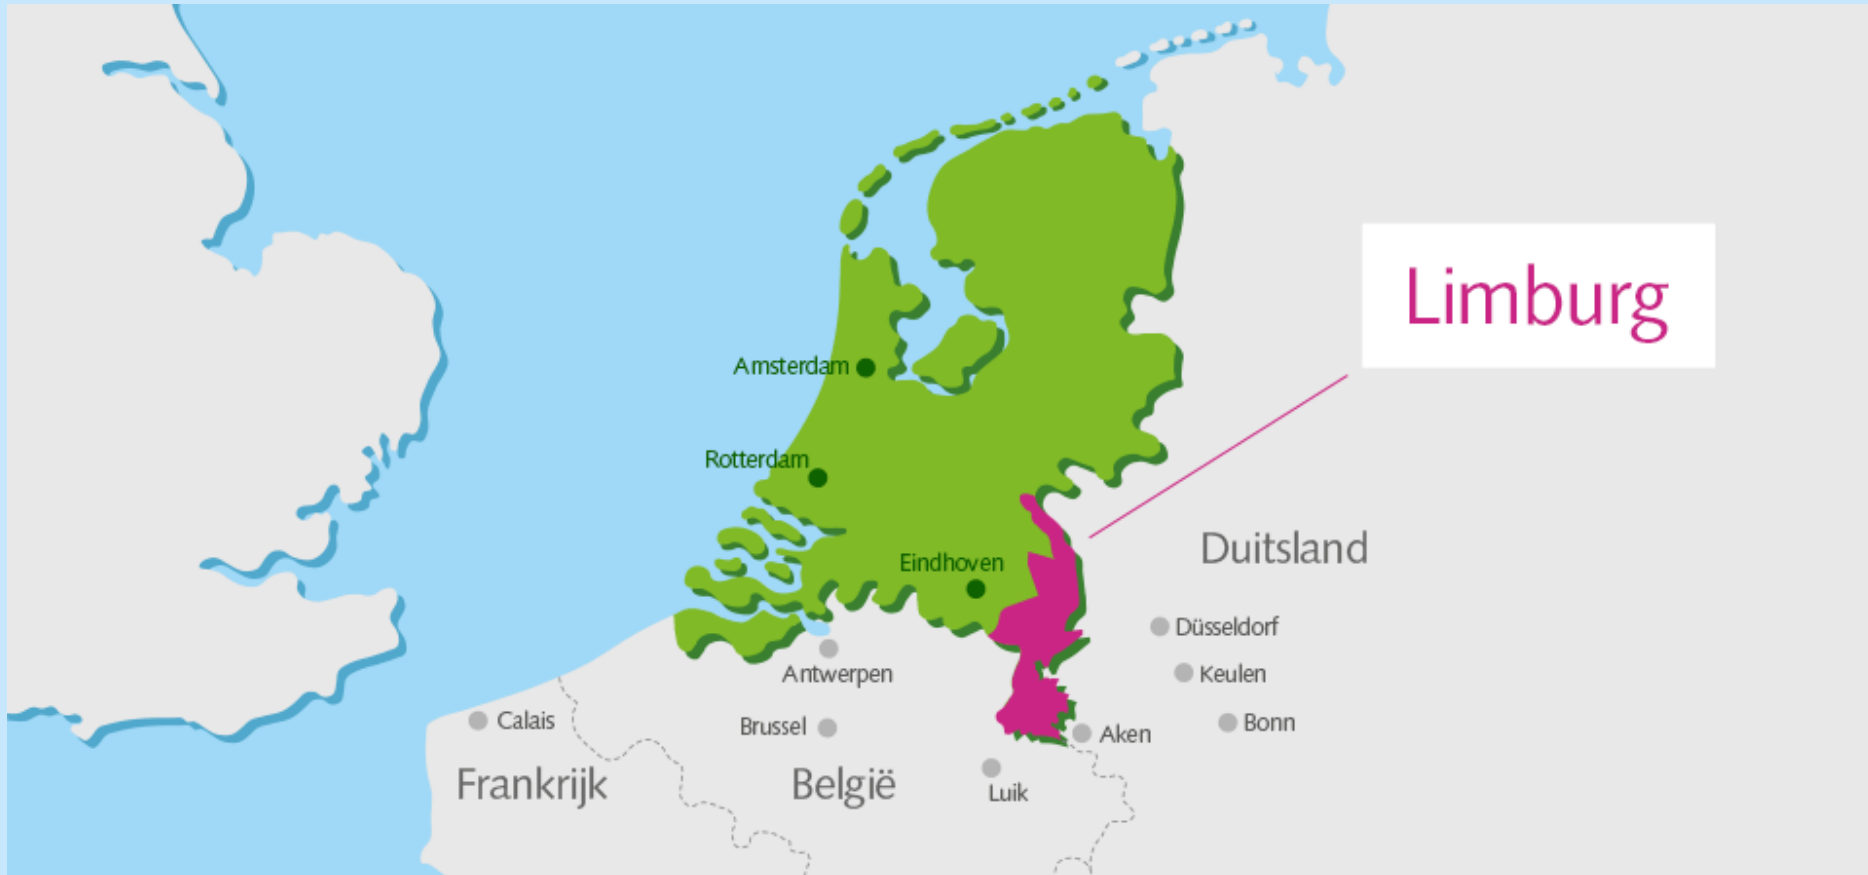 Limburg
Amsterdam
Rotterdam
Eindhoven
Duitsland
Düsseldorf
Antwerpen
Keulen
Calais
Brussel
Bonn
Aken
Frankrijk
België
Luik